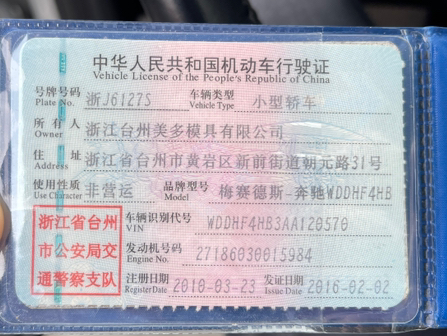 中华人民共和国机动车行驶证
Vehicle License of the People's Republic of China
号牌号码 Plate No. 浙J6127S 车辆类型 Vehicle Type 小型轿车
所有人 Owner 浙江台州美多模具有限公司
住址 Address 浙江省台州市黄岩区新前街道朝元路31号
使用性质 Use Character 非营运 品牌型号 Model 梅赛德斯-奔驰WDDHF4HB
浙江省台州
市公安局交
通警察支队
车辆识别代号 VIN WDDHF4HB3AA120570
发动机号码 Engine No. 27186030015984
注册日期 Register Date 2010-03-23 发证日期 Issue Date 2016-02-02